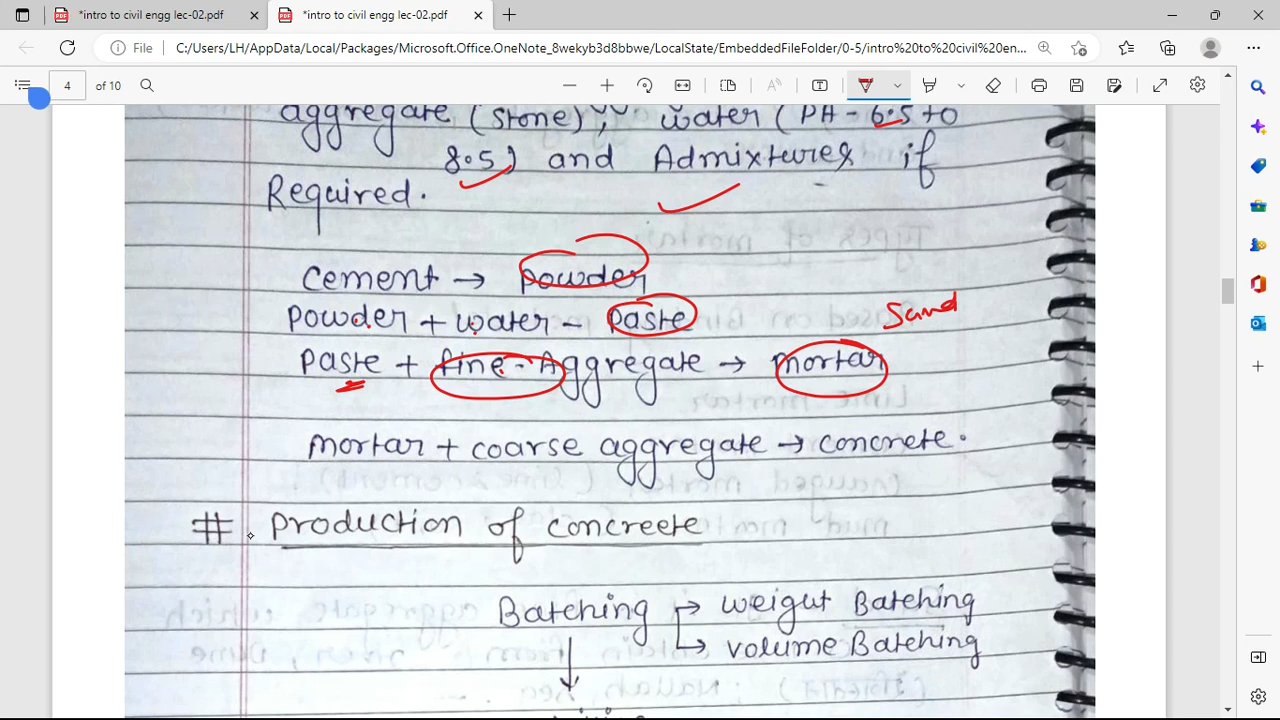 *intro to civil engg lec-02.pdf
*intro to civil engg lec-02.pdf
File
C:/Users/LH/AppData/Local/Packages/Microsoft.Office.OneNote_8wekyb3d8bbwe/LocalState/EmbeddedFileFolder/0-5/intro%20to%20civil%20en...
4 of 10
aggregate (Stone), water (PH - 6.5 to
8.5) and Admixtures if
Required.
Cement → Powder
Powder + water - Paste
Sand
Paste + fine-Aggregate → mortar
mortar + coarse aggregate → concrete.
# Production of concreete
Batching → weigut Batching
→ volume Batching